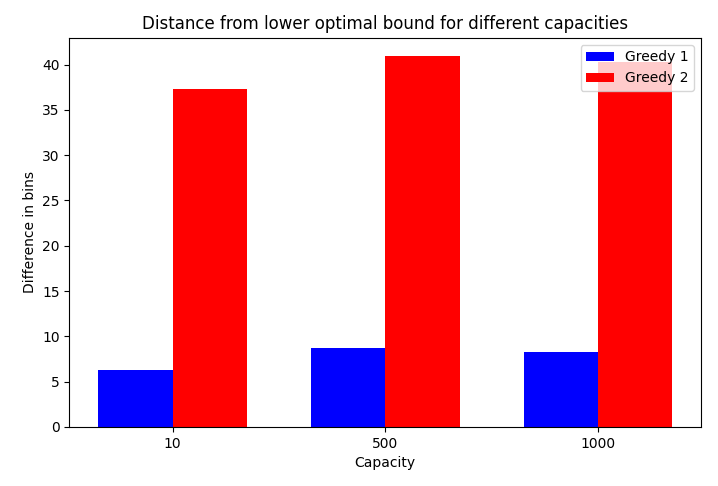 Distance from lower optimal bound for different capacities
Greedy 1
Greedy 2
40
35
30
25
20
15
10
5
0
Difference in bins
10 500 1000
Capacity